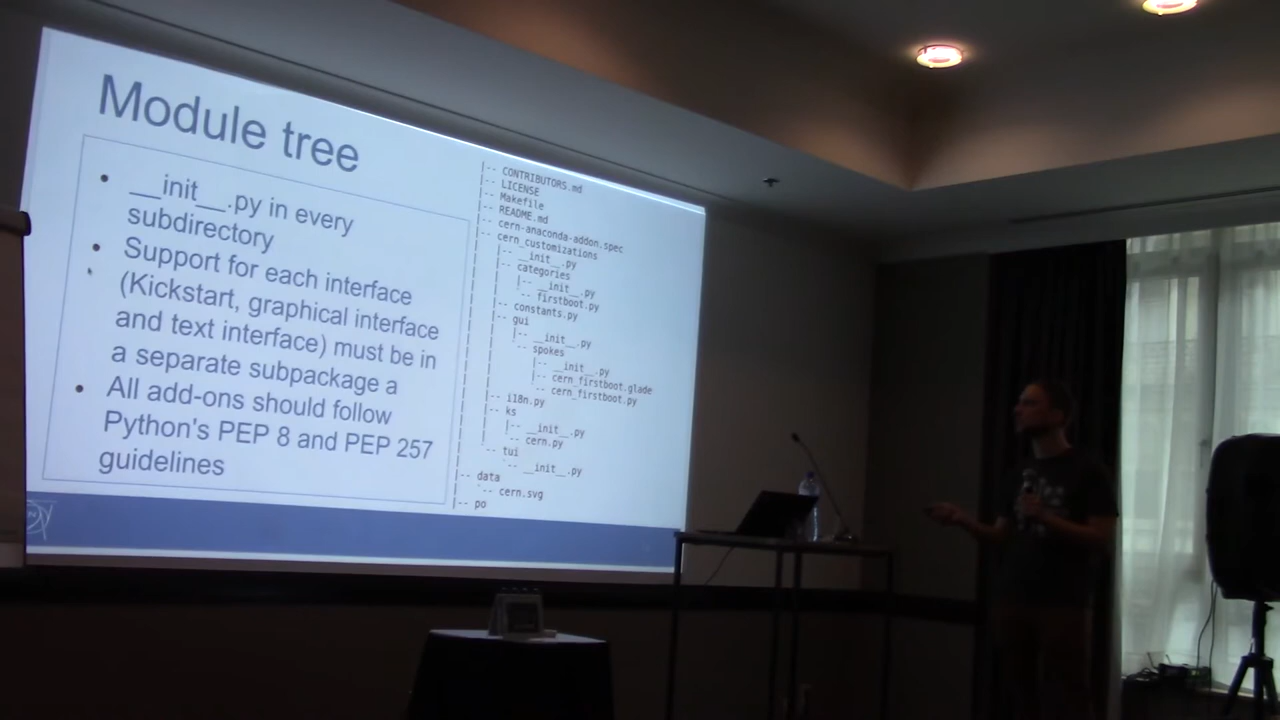 Module tree
• __init__.py in every
subdirectory
• Support for each interface
(Kickstart, graphical interface
and text interface) must be in
a separate subpackage a
• All add-ons should follow
Python's PEP 8 and PEP 257
guidelines
|-- CONTRIBUTORS.md
|-- LICENSE
|-- Makefile
|-- README.md
|-- cern-anaconda-addon.spec
|-- cern_customizations
|   |-- __init__.py
|   |-- categories
|   |   |-- __init__.py
|   |   `-- firstboot.py
|   |-- constants.py
|   |-- gui
|   |   |-- __init__.py
|   |   `-- spokes
|   |       |-- __init__.py
|   |       |-- cern_firstboot.glade
|   |       `-- cern_firstboot.py
|   |-- i18n.py
|   |-- ks
|   |   |-- __init__.py
|   |   `-- cern.py
|   `-- tui
|       `-- __init__.py
|-- data
|   `-- cern.svg
|-- po